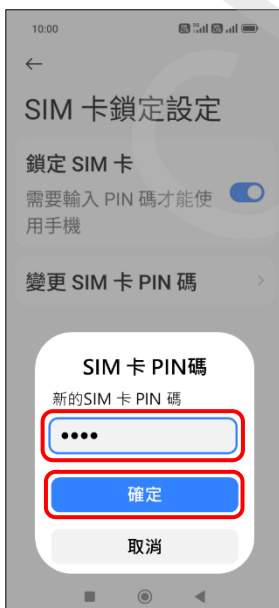 10:00
SIM 卡鎖定設定
鎖定 SIM 卡
需要輸入 PIN 碼才能使
用手機
變更 SIM 卡 PIN 碼
SIM 卡 PIN碼
新的SIM 卡 PIN 碼
••••
確定
取消